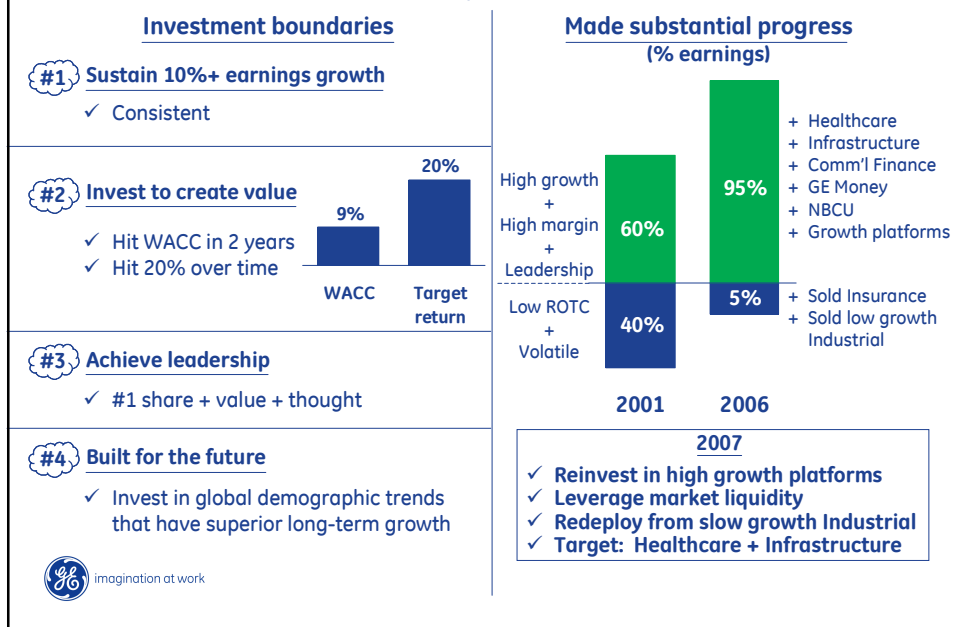 Investment boundaries
#1 Sustain 10%+ earnings growth
✓ Consistent
#2 Invest to create value
✓ Hit WACC in 2 years
✓ Hit 20% over time
9%
20%
WACC
Target
return
#3 Achieve leadership
✓ #1 share + value + thought
#4 Built for the future
✓ Invest in global demographic trends
that have superior long-term growth
imagination at work
Made substantial progress
(% earnings)
High growth
+
High margin
+
Leadership
Low ROTC
+
Volatile
60%
40%
2001
95%
5%
2006
+ Healthcare
+ Infrastructure
+ Comm'l Finance
+ GE Money
+ NBCU
+ Growth platforms
+ Sold Insurance
+ Sold low growth
Industrial
2007
✓ Reinvest in high growth platforms
✓ Leverage market liquidity
✓ Redeploy from slow growth Industrial
✓ Target: Healthcare + Infrastructure